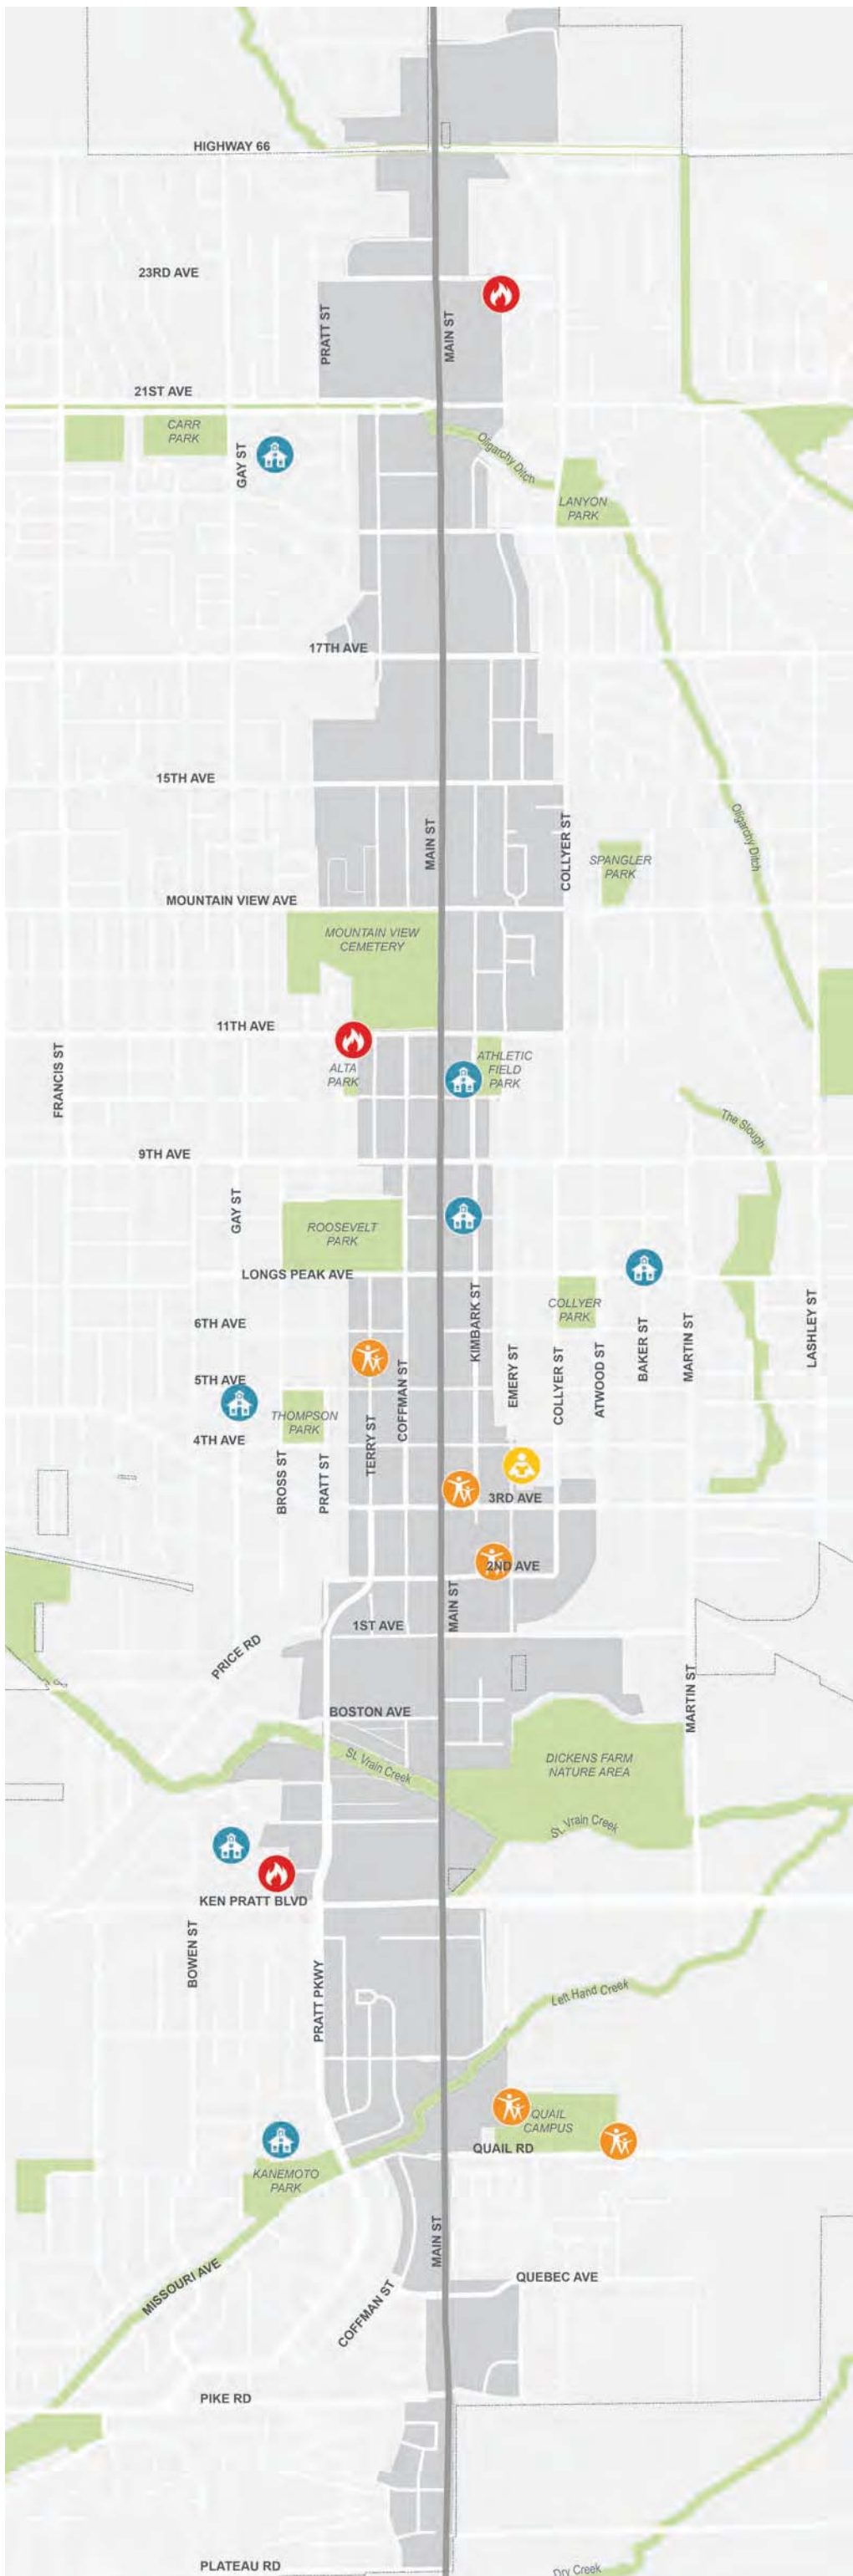 HIGHWAY 66
23RD AVE
PRATT ST
MAIN ST
21ST AVE
CARR
PARK
GAY ST
Oligarchy Ditch
LANYON
PARK
17TH AVE
15TH AVE
MAIN ST
COLLYER ST
Oligarchy Ditch
SPANGLER
PARK
MOUNTAIN VIEW AVE
MOUNTAIN VIEW
CEMETERY
11TH AVE
FRANCIS ST
ALTA
PARK
ATHLETIC
FIELD
PARK
The Slough
9TH AVE
GAY ST
ROOSEVELT
PARK
LONGS PEAK AVE
KIMBARK ST
COLLYER
PARK
LASHLEY ST
6TH AVE
EMERY ST
COLLYER ST
ATWOOD ST
BAKER ST
MARTIN ST
5TH AVE
COFFMAN ST
THOMPSON
PARK
TERRY ST
4TH AVE
BROSS ST
PRATT ST
3RD AVE
2ND AVE
MAIN ST
1ST AVE
PRICE RD
MARTIN ST
BOSTON AVE
St. Vrain Creek
DICKENS FARM
NATURE AREA
St. Vrain Creek
KEN PRATT BLVD
BOWEN ST
PRATT PKWY
Left Hand Creek
QUAIL
CAMPUS
QUAIL RD
KANEMOTO
PARK
MAIN ST
MISSOURI AVE
COFFMAN ST
QUEBEC AVE
PIKE RD
PLATEAU RD
Dry Creek